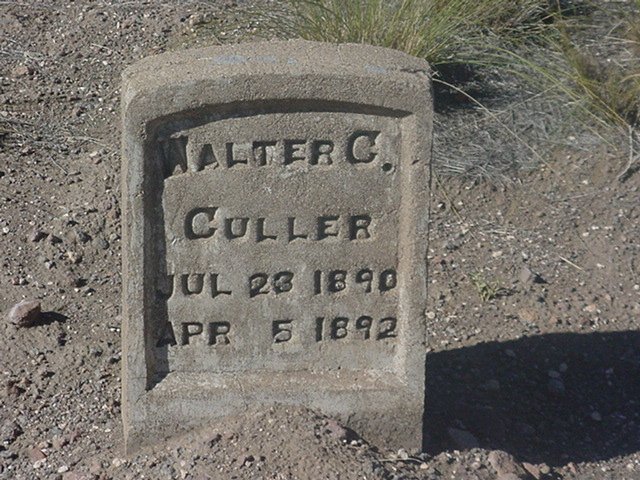 WALTER C.
CULLER
JUL 23 1890
APR 5 1892